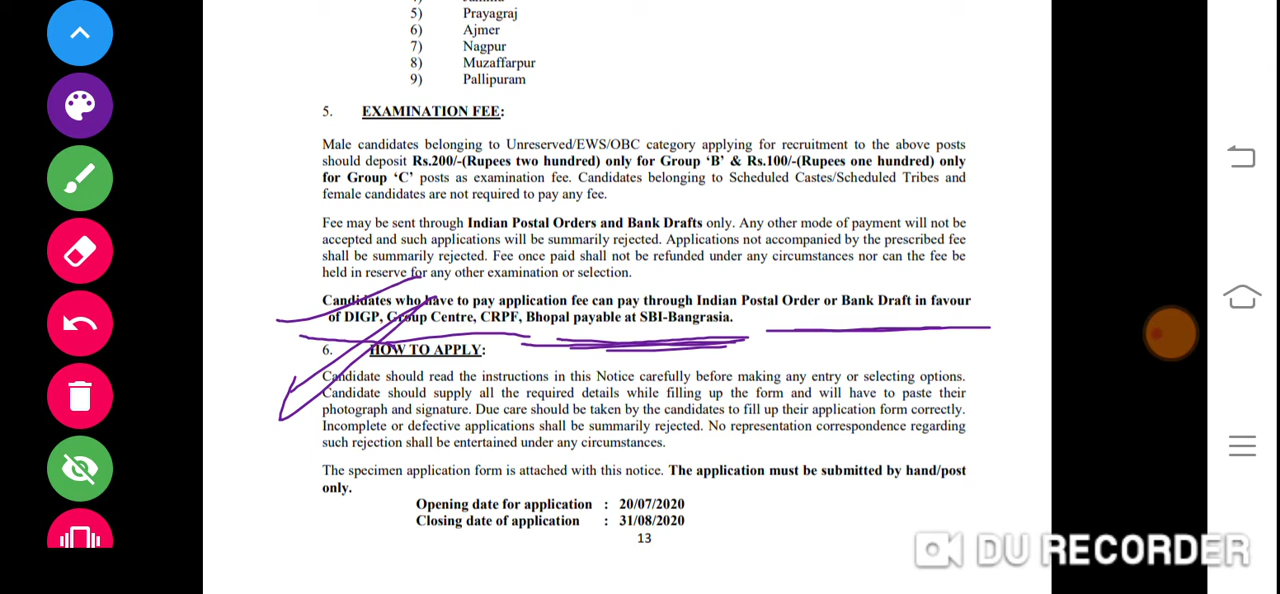 5) Prayagraj
6) Ajmer
7) Nagpur
8) Muzaffarpur
9) Pallipuram
5. EXAMINATION FEE:
Male candidates belonging to Unreserved/EWS/OBC category applying for recruitment to the above posts
should deposit Rs.200/-(Rupees two hundred) only for Group ‘B’ & Rs.100/-(Rupees one hundred) only
for Group ‘C’ posts as examination fee. Candidates belonging to Scheduled Castes/Scheduled Tribes and
female candidates are not required to pay any fee.
Fee may be sent through Indian Postal Orders and Bank Drafts only. Any other mode of payment will not be
accepted and such applications will be summarily rejected. Applications not accompanied by the prescribed fee
shall be summarily rejected. Fee once paid shall not be refunded under any circumstances nor can the fee be
held in reserve for any other examination or selection.
Candidates who have to pay application fee can pay through Indian Postal Order or Bank Draft in favour
of DIGP, Group Centre, CRPF, Bhopal payable at SBI-Bangrasia.
6. HOW TO APPLY:
Candidate should read the instructions in this Notice carefully before making any entry or selecting options.
Candidate should supply all the required details while filling up the form and will have to paste their
photograph and signature. Due care should be taken by the candidates to fill up their application form correctly.
Incomplete or defective applications shall be summarily rejected. No representation correspondence regarding
such rejection shall be entertained under any circumstances.
The specimen application form is attached with this notice. The application must be submitted by hand/post
only.
Opening date for application : 20/07/2020
Closing date of application : 31/08/2020
13
DU RECORDER